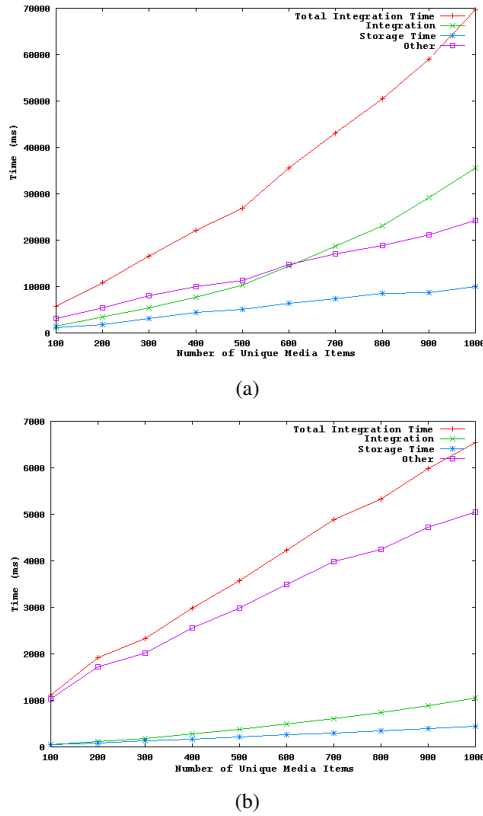 70000
60000
50000
40000
30000
20000
10000
0
Time (ms)
Total Integration Time
Integration
Storage Time
Other
100 200 300 400 500 600 700 800 900 1000
Number of Unique Media Items
(a)
7000
6000
5000
4000
3000
2000
1000
0
Time (ms)
Total Integration Time
Integration
Storage Time
Other
100 200 300 400 500 600 700 800 900 1000
Number of Unique Media Items
(b)